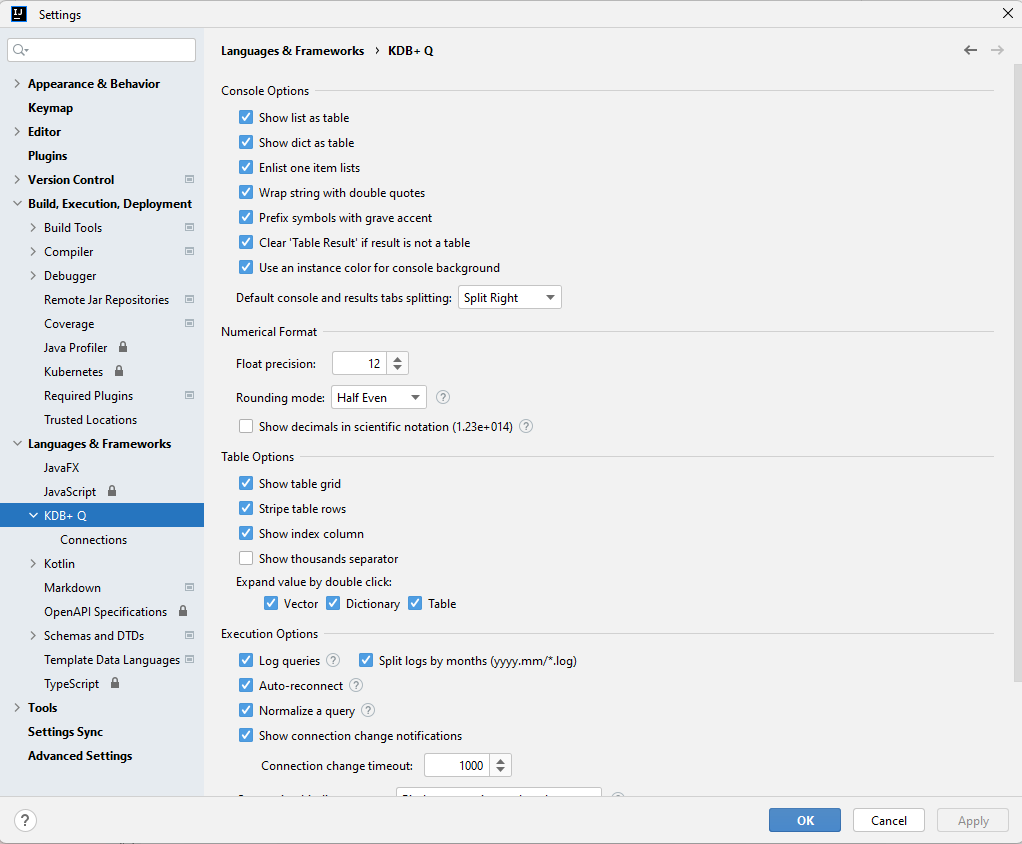 Settings
Languages & Frameworks › KDB+ Q
Appearance & Behavior
Keymap
Editor
Plugins
Version Control
Build, Execution, Deployment
Build Tools
Compiler
Debugger
Remote Jar Repositories
Coverage
Java Profiler
Kubernetes
Required Plugins
Trusted Locations
Languages & Frameworks
JavaFX
JavaScript
KDB+ Q
Connections
Kotlin
Markdown
OpenAPI Specifications
Schemas and DTDs
Template Data Languages
TypeScript
Tools
Settings Sync
Advanced Settings
Console Options
Show list as table
Show dict as table
Enlist one item lists
Wrap string with double quotes
Prefix symbols with grave accent
Clear 'Table Result' if result is not a table
Use an instance color for console background
Default console and results tabs splitting: Split Right
Numerical Format
Float precision: 12
Rounding mode: Half Even ?
Show decimals in scientific notation (1.23e+014) ?
Table Options
Show table grid
Stripe table rows
Show index column
Show thousands separator
Expand value by double click:
Vector Dictionary Table
Execution Options
Log queries ? Split logs by months (yyyy.mm/*.log)
Auto-reconnect ?
Normalize a query ?
Show connection change notifications
Connection change timeout: 1000
? OK Cancel Apply